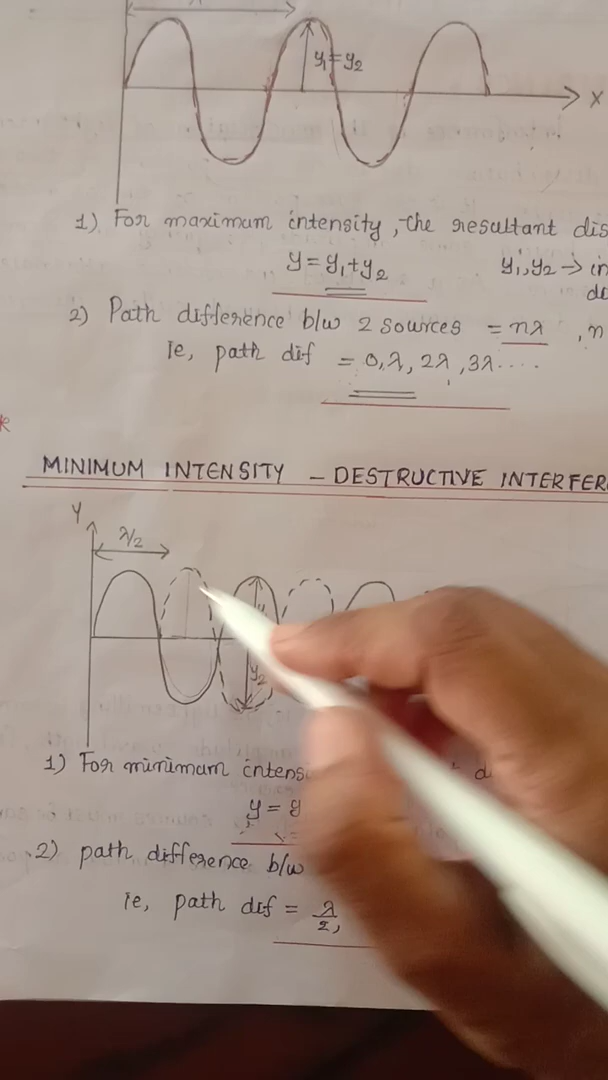 y₁=y₂
X
1) For maximum intensity, the resultant dis
y = y₁+y₂ y₁,y₂ → in
2) Path difference b/w 2 sources = nλ , n
Ie, path dif = 0, λ, 2λ, 3λ....
MINIMUM INTENSITY - DESTRUCTIVE INTERFER
Y
λ/2
y₂
1) For minimum intens
y =
2) path difference b/w
Ie, path dif = λ/2,